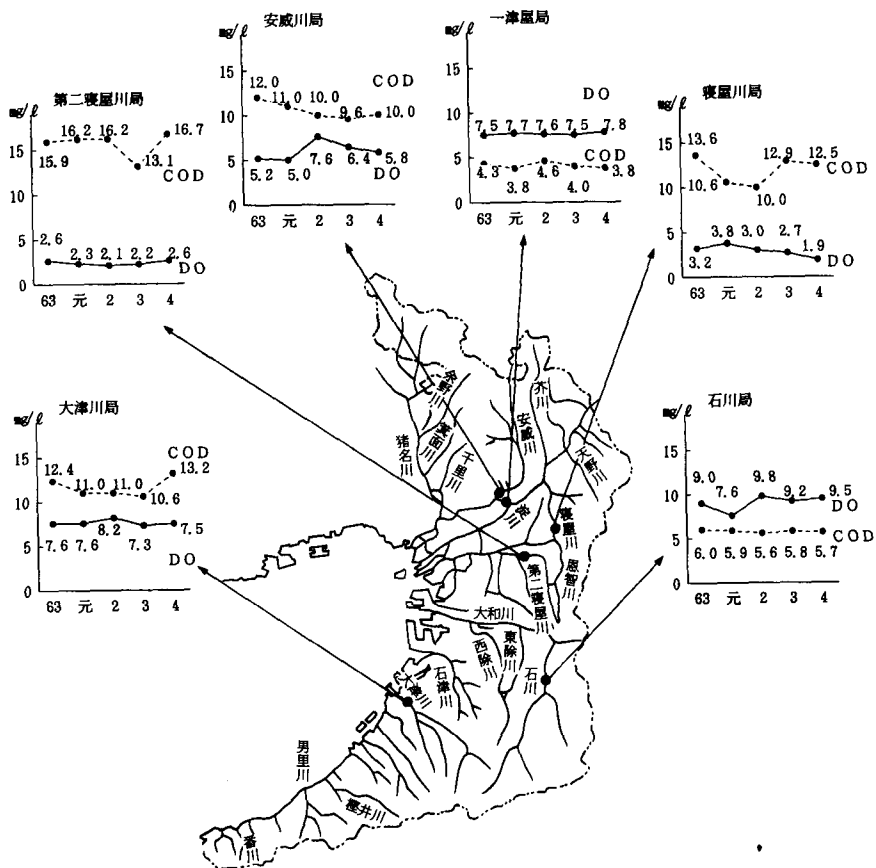 安威川局
mg/ℓ
15
10
5
0
12.0
11.0
10.0
9.6
10.0
COD
5.2
5.0
7.6
6.4
5.8
DO
63 元 2 3 4
一津屋局
mg/ℓ
15
10
5
0
DO
7.5
7.7
7.6
7.5
7.8
COD
4.3
3.8
4.6
4.0
3.8
63 元 2 3 4
第二寝屋川局
mg/ℓ
15
10
5
0
15.9
16.2
16.2
13.1
16.7
COD
2.6
2.3
2.1
2.2
2.6
DO
63 元 2 3 4
寝屋川局
mg/ℓ
15
10
5
0
13.6
10.6
10.0
12.9
12.5
COD
3.2
3.8
3.0
2.7
1.9
DO
63 元 2 3 4
大津川局
mg/ℓ
15
10
5
0
COD
12.4
11.0
11.0
10.6
13.2
7.6
7.6
8.2
7.3
7.5
DO
63 元 2 3 4
石川局
mg/ℓ
15
10
5
0
9.0
7.6
9.8
9.2
9.5
DO
COD
6.0
5.9
5.6
5.8
5.7
63 元 2 3 4
余野川
箕面川
猪名川
千里川
安威川
芥川
天野川
淀川
寝屋川
恩智川
第二寝屋川
大和川
東除川
西除川
石川
石津川
大津川
男里川
樫井川
番川